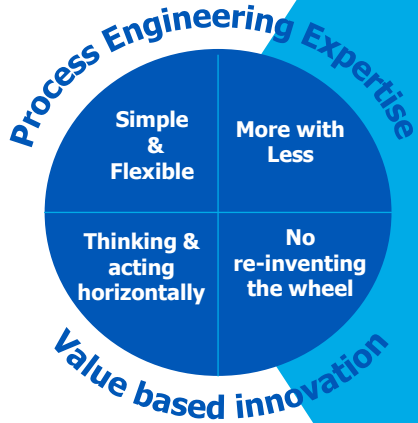 Process Engineering Expertise
Simple
&
Flexible
More with
Less
Thinking &
acting
horizontally
No
re-inventing
the wheel
Value based innovation